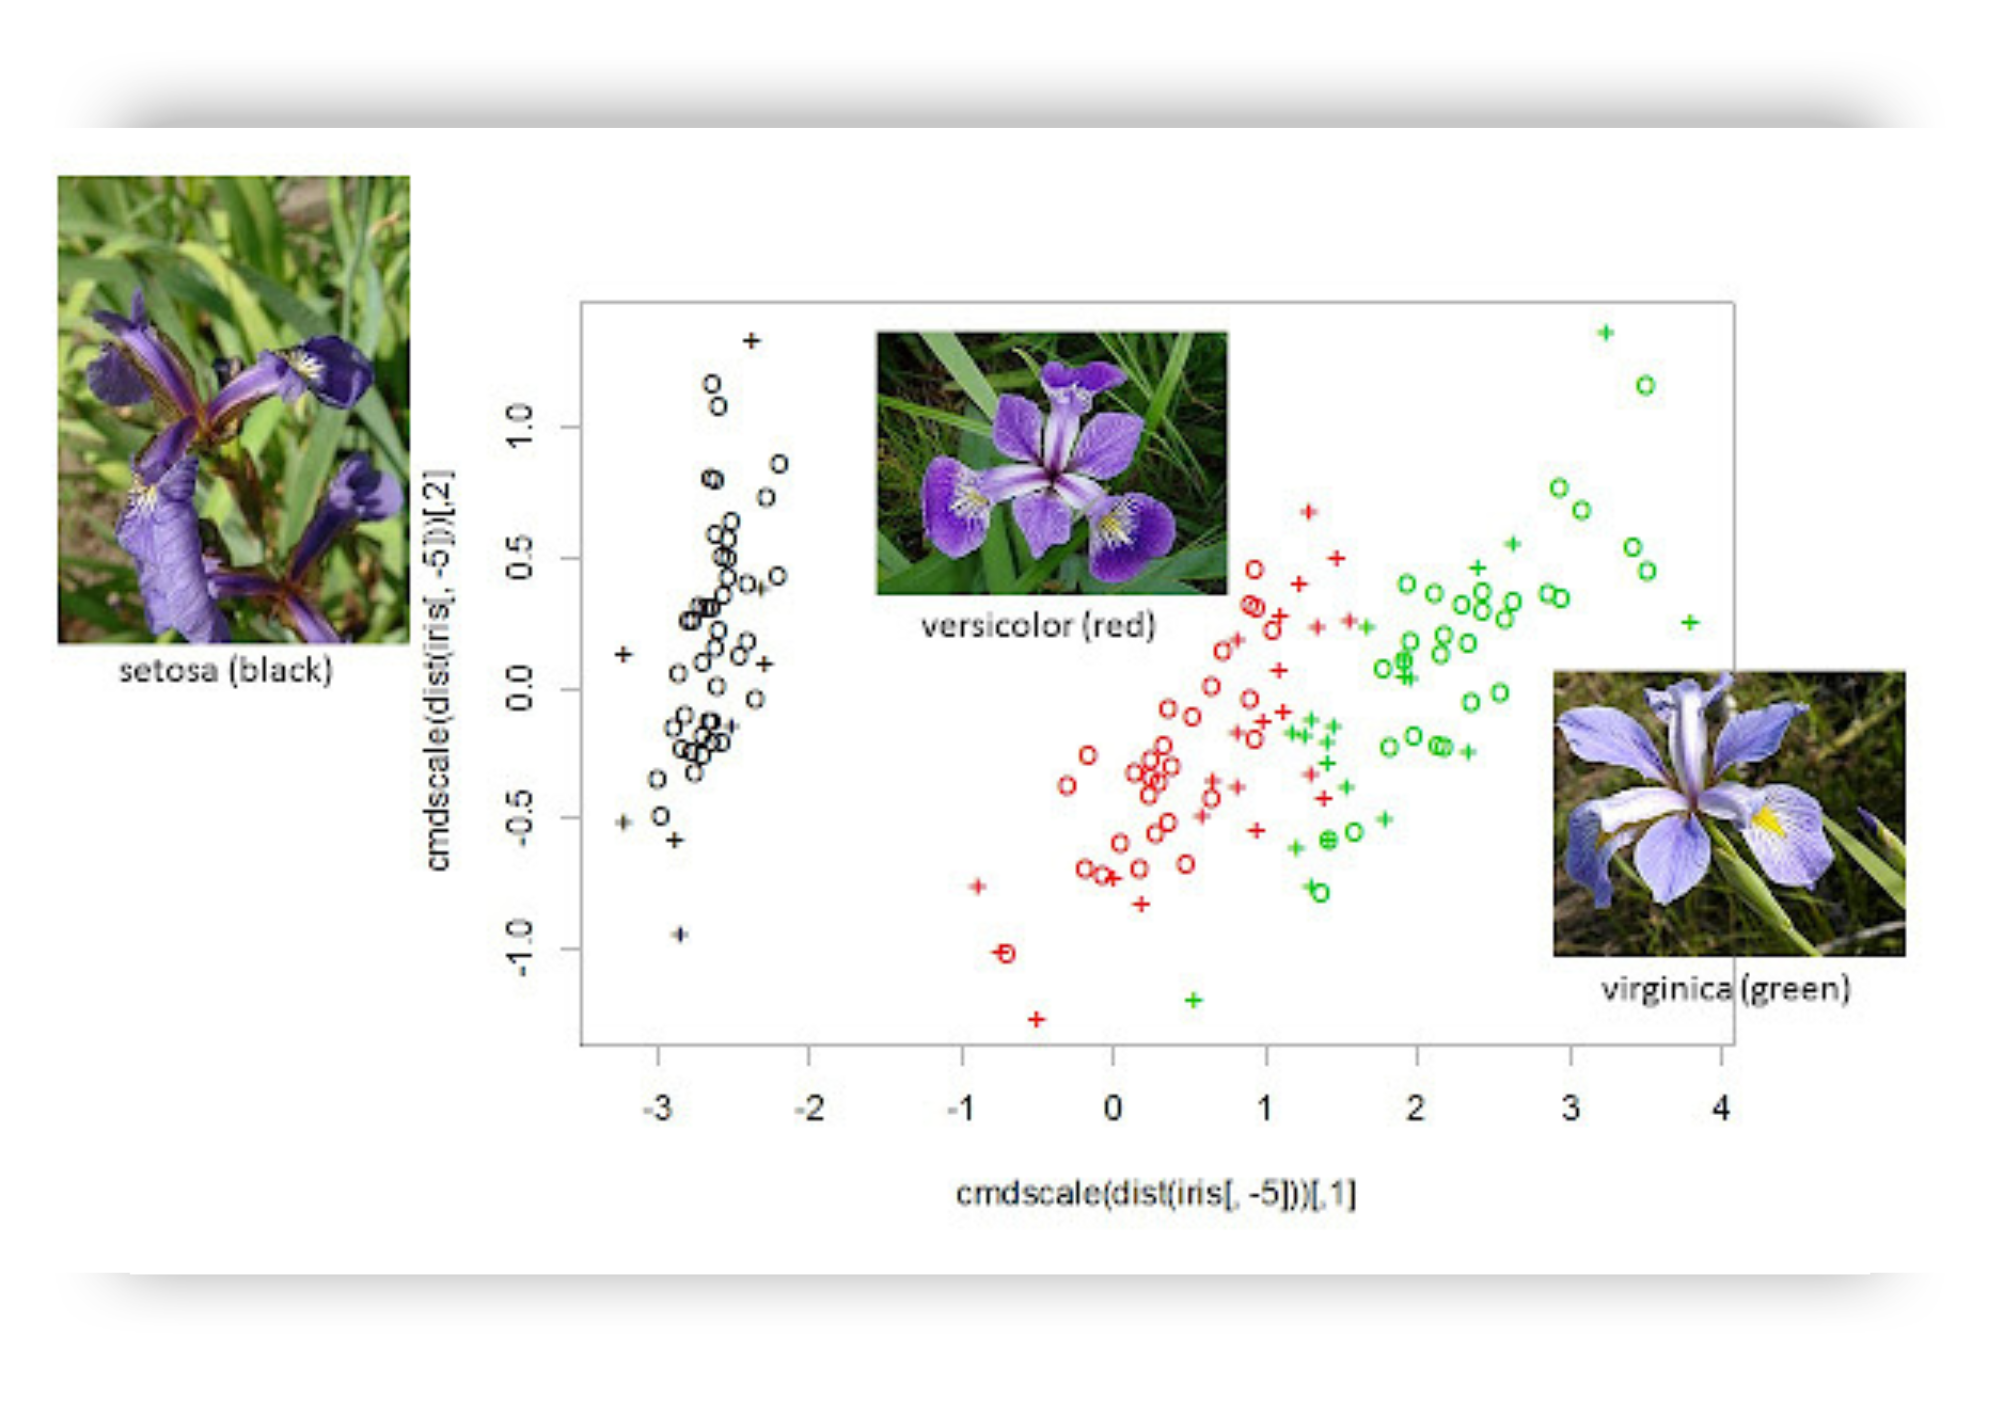 setosa (black)
versicolor (red)
virginica (green)
cmdscale(dist(iris[, -5]))[,2]
1.0
0.5
0.0
-0.5
-1.0
-3
-2
-1
0
1
2
3
4
cmdscale(dist(iris[, -5]))[,1]